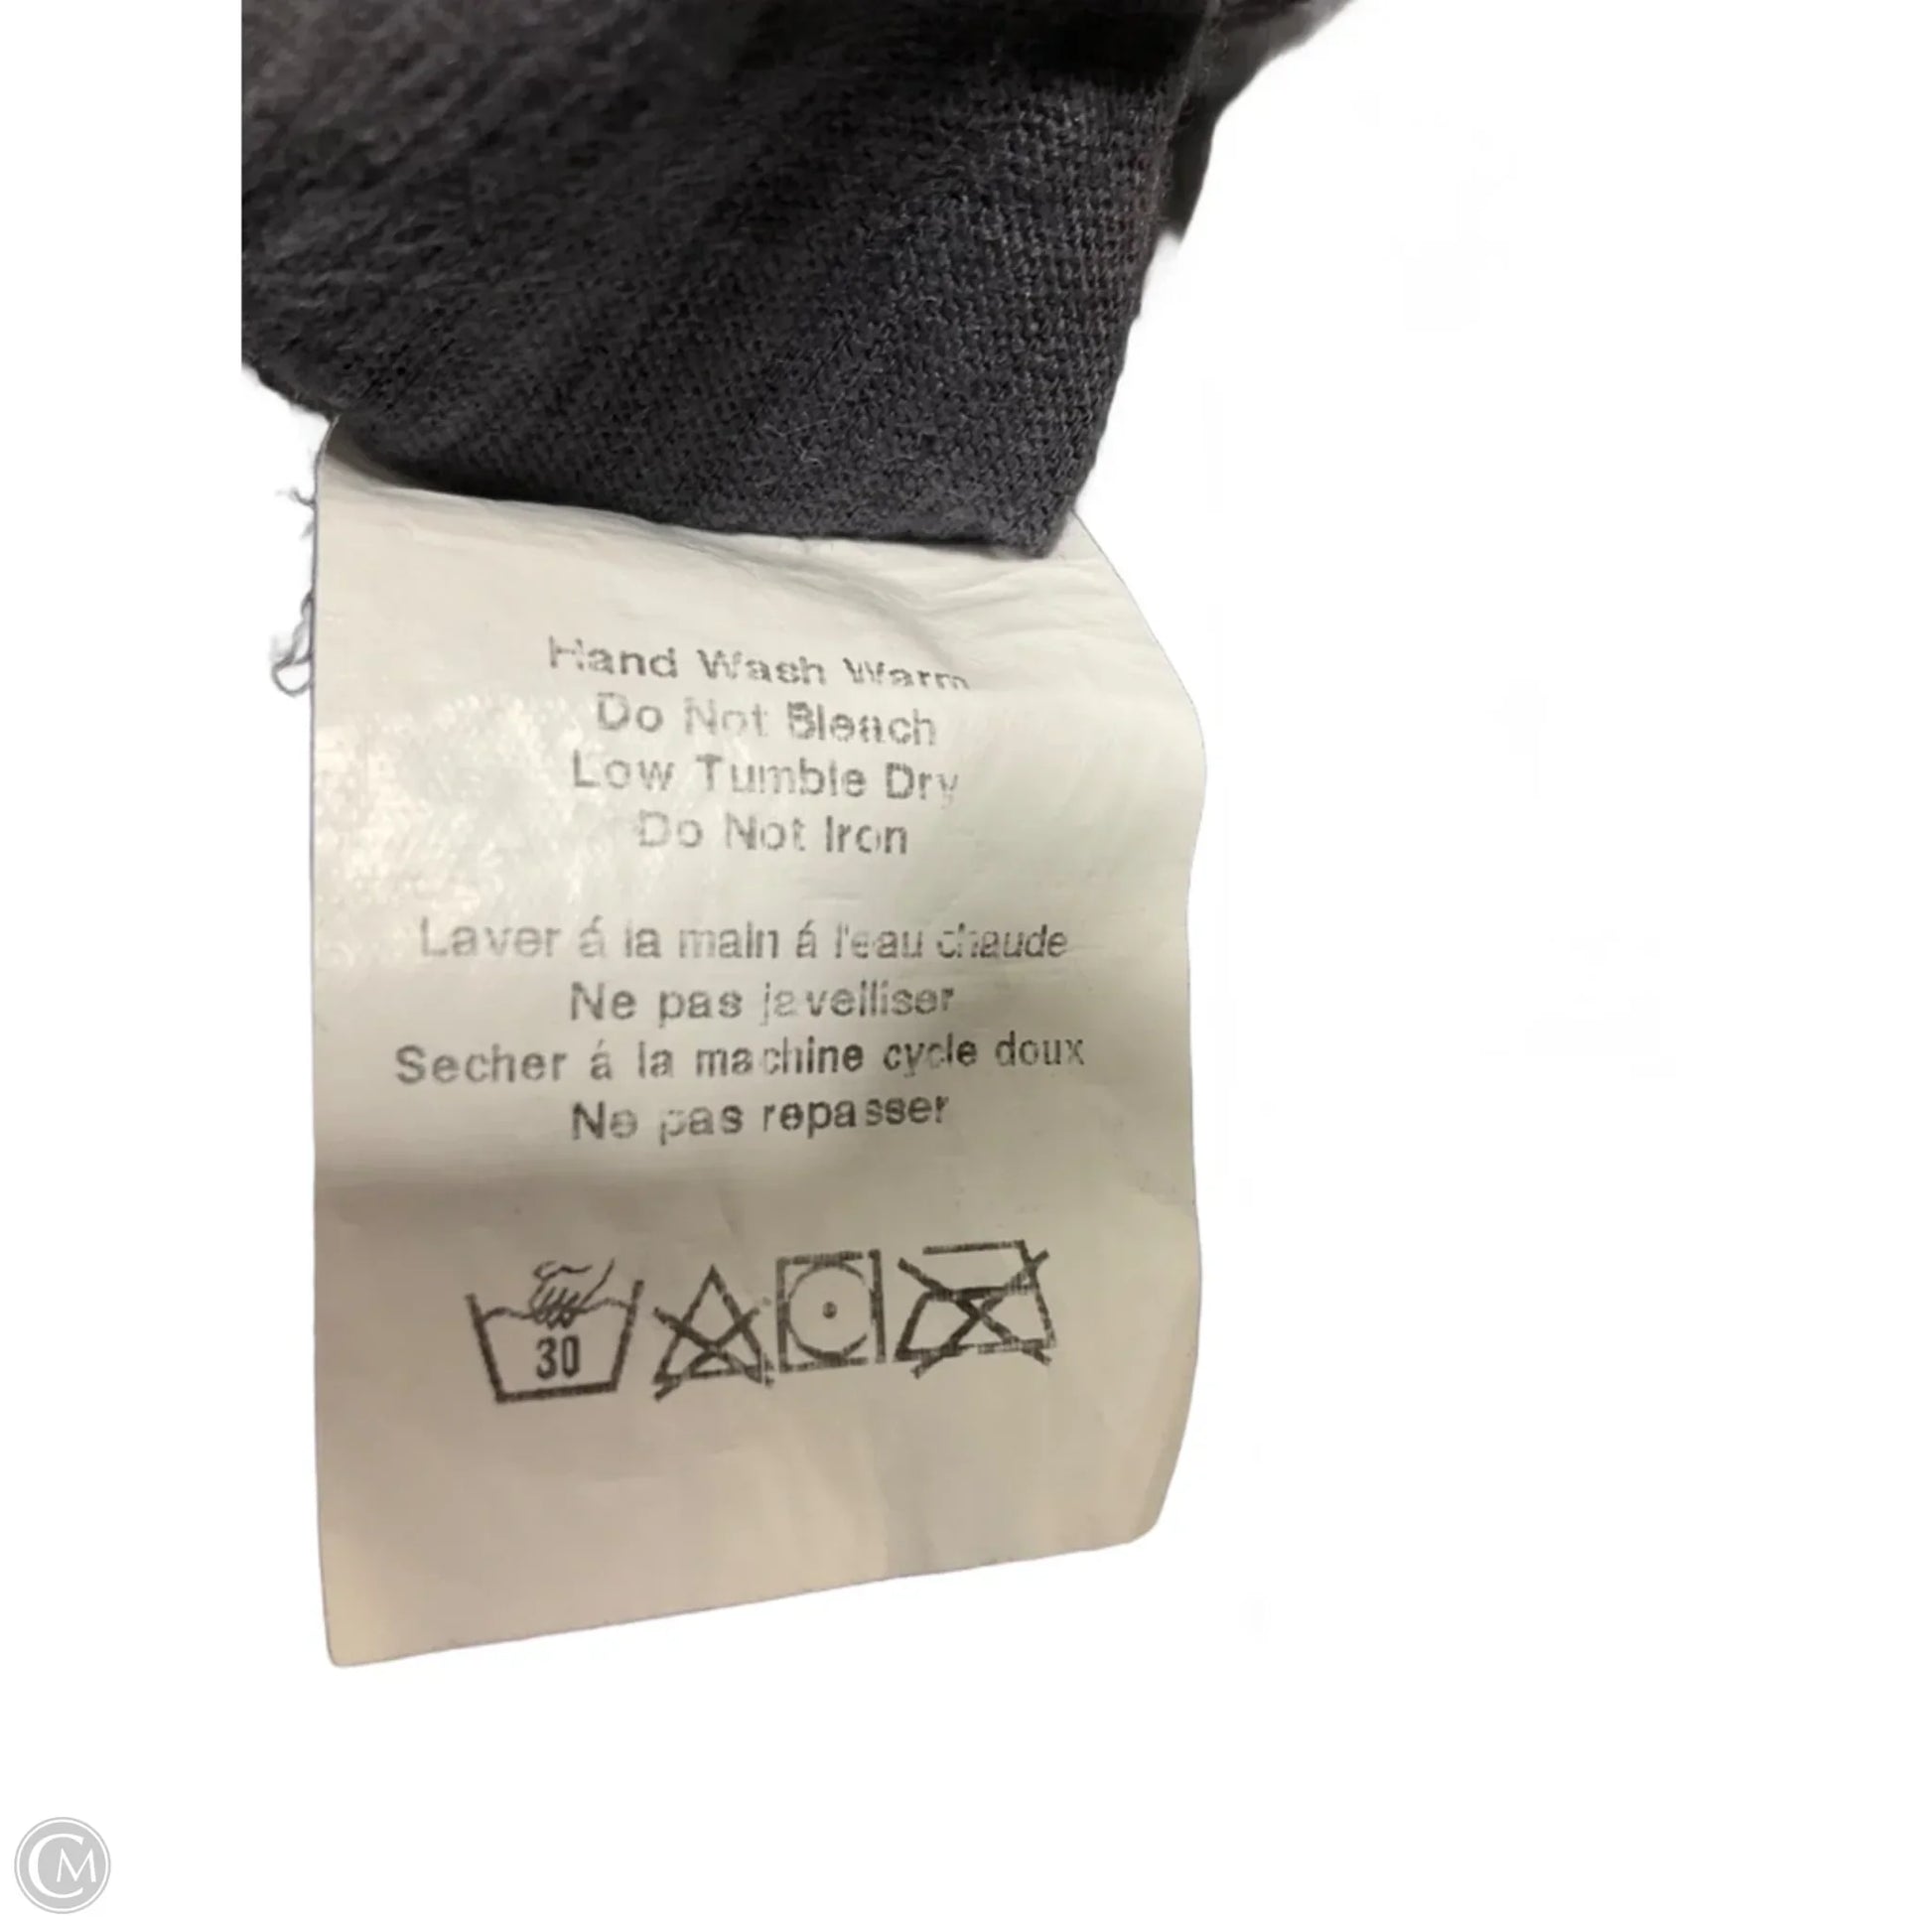 Hand Wash Warm
Do Not Bleach
Low Tumble Dry
Do Not Iron
Laver á la main á l'eau chaude
Ne pas javelliser
Secher á la machine cycle doux
Ne pas repasser
30
CM